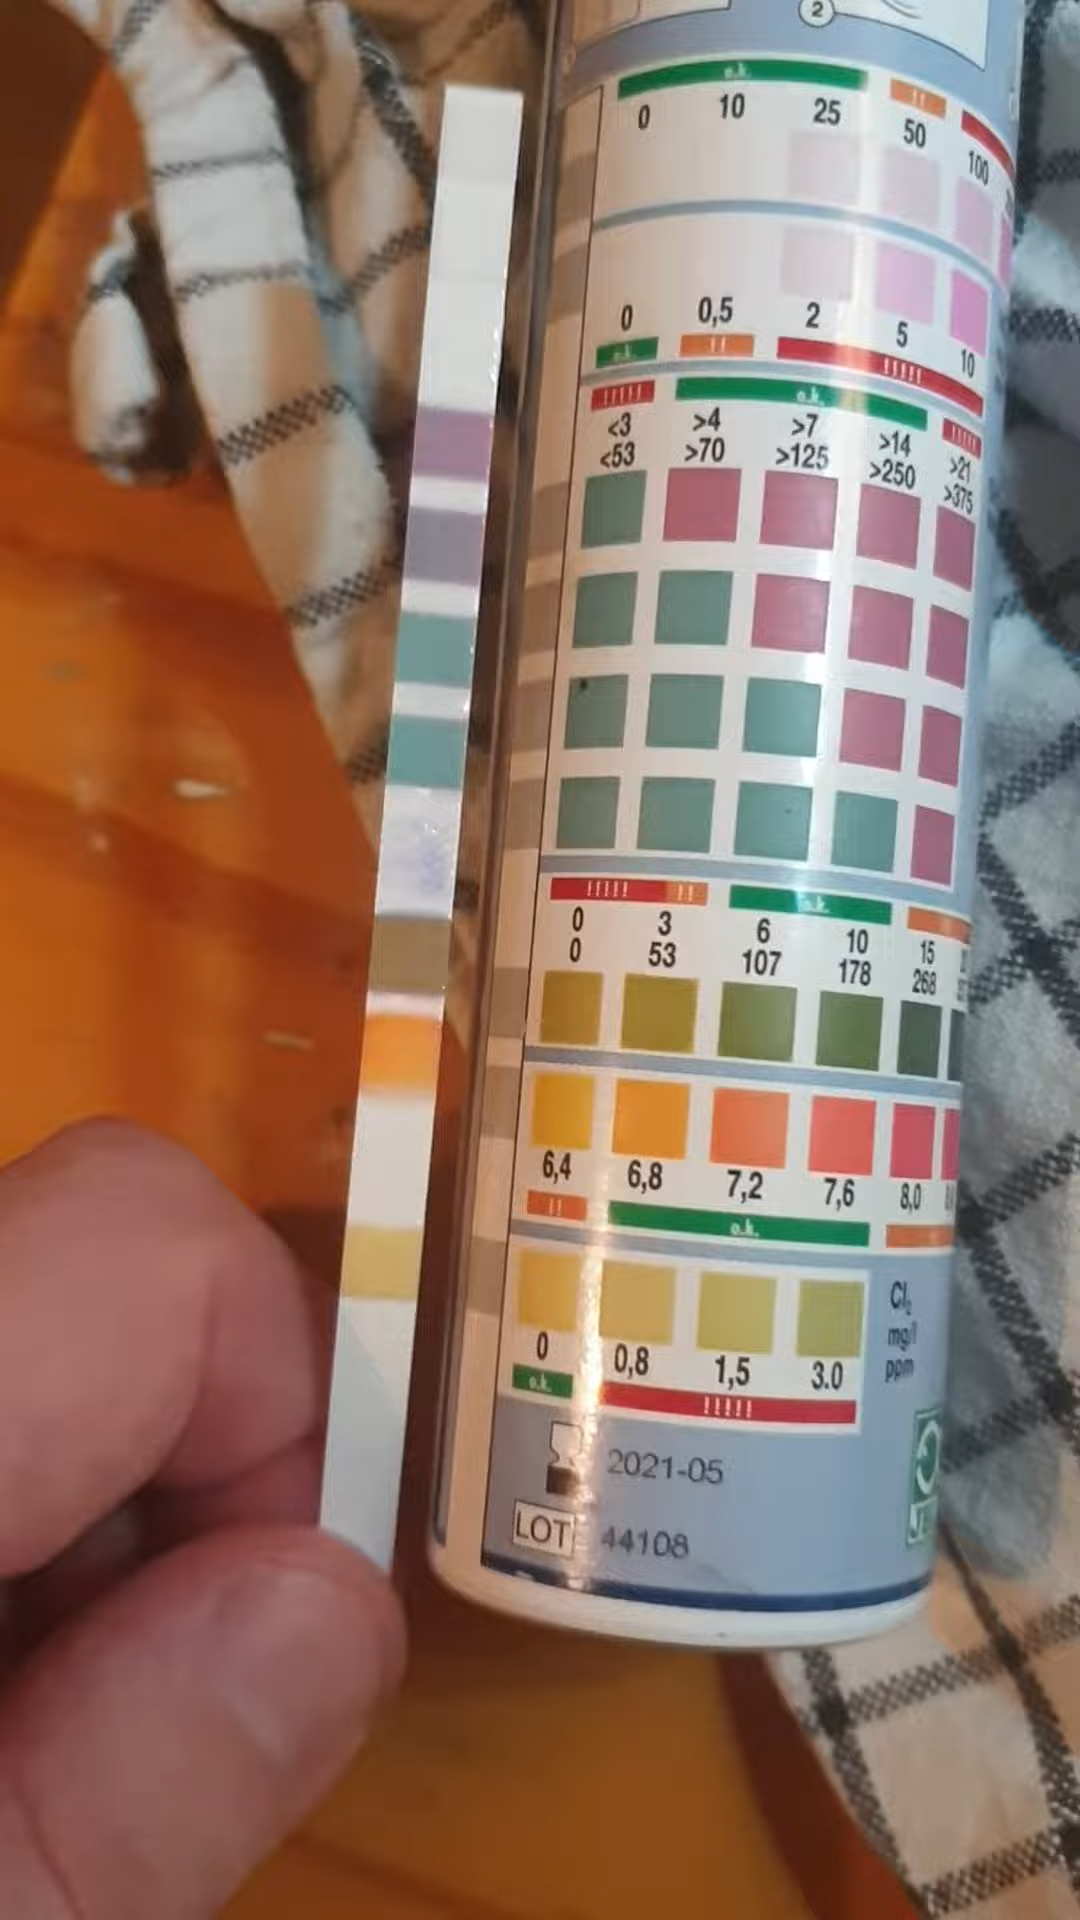 2
o.k. !!
0 10 25 50 100
0 0,5 2 5 10
o.k. !! !!!!!
!!!!! o.k. !!!!!
<3 >4 >7 >14 >21
<53 >70 >125 >250 >375
!!!!! !! o.k.
0 3 6 10 15
0 53 107 178 268
6,4 6,8 7,2 7,6 8,0
!! o.k.
Cl₂
mg/l
ppm
0 0,8 1,5 3.0
o.k. !!!!!
2021-05
LOT 44108